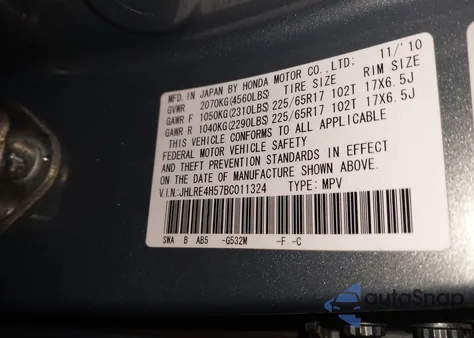 MFD. IN JAPAN BY HONDA MOTOR CO., LTD: 11/'10
GVWR 2070KG(4560LBS) TIRE SIZE RIM SIZE
GAWR F 1050KG(2310LBS) 225/65R17 102T 17X6.5J
GAWR R 1040KG(2290LBS) 225/65R17 102T 17X6.5J
THIS VEHICLE CONFORMS TO ALL APPLICABLE
FEDERAL MOTOR VEHICLE SAFETY
AND THEFT PREVENTION STANDARDS IN EFFECT
ON THE DATE OF MANUFACTURE SHOWN ABOVE.
V.I.N.:JHLRE4H57BC011324 TYPE: MPV
SWA B AB5 -G532M -F -C
autoSnap